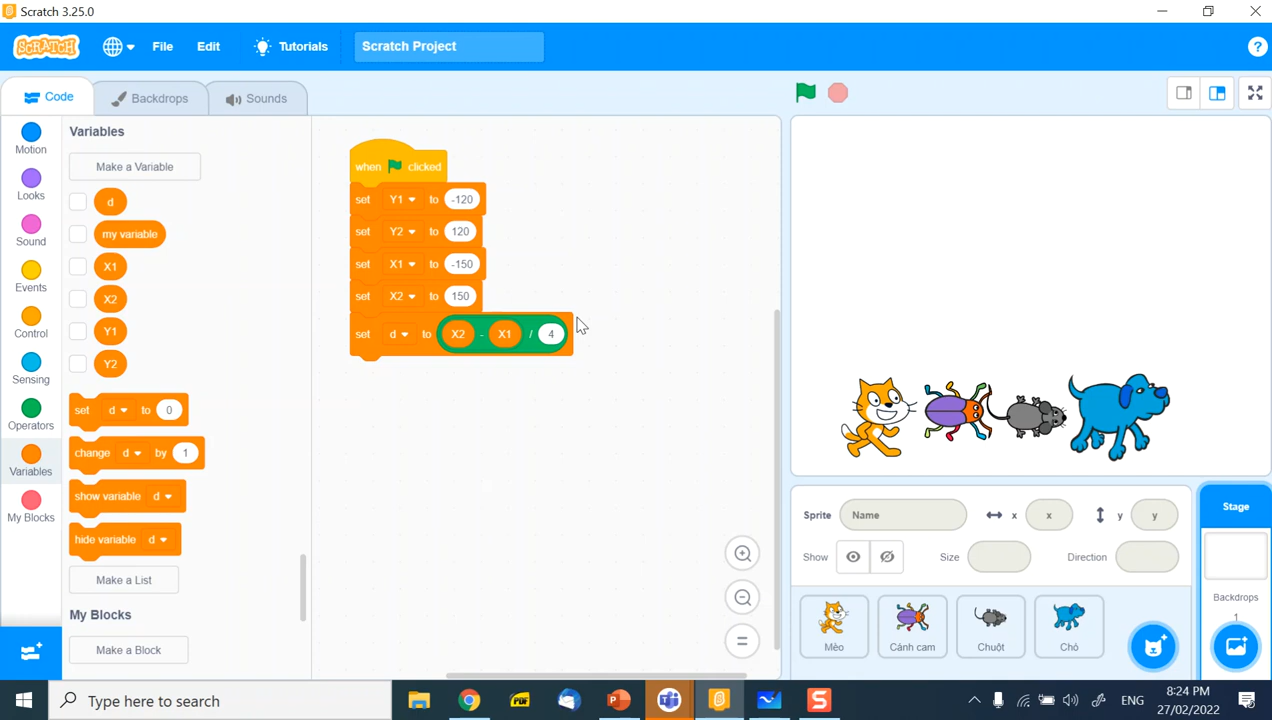 Scratch 3.25.0
SCRATCH
File
Edit
Tutorials
Scratch Project
?
Code
Backdrops
Sounds
Motion
Looks
Sound
Events
Control
Sensing
Operators
Variables
My Blocks
Variables
Make a Variable
d
my variable
X1
X2
Y1
Y2
set d to 0
change d by 1
show variable d
hide variable d
Make a List
My Blocks
Make a Block
when clicked
set Y1 to -120
set Y2 to 120
set X1 to -150
set X2 to 150
set d to X2 - X1 / 4
Sprite Name x x y y
Show Size Direction
Mèo
Cánh cam
Chuột
Chó
Stage
Backdrops
1
Type here to search
PDF
ENG
8:24 PM
27/02/2022